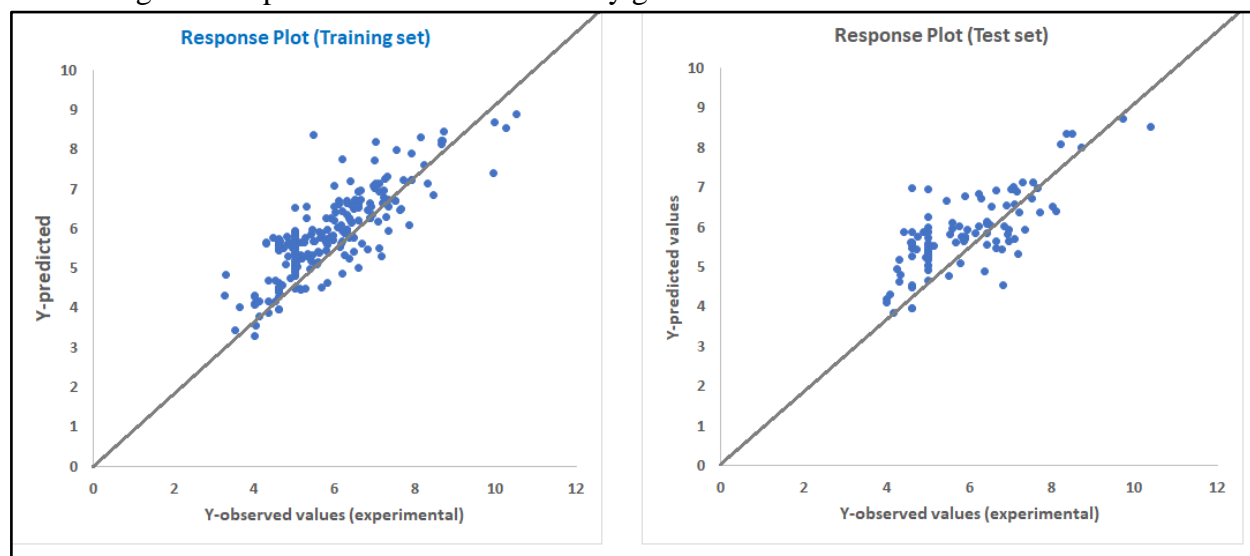 Response Plot (Training set)
10
9
8
7
6
5
4
3
2
1
0
Y-predicted
0 2 4 6 8 10 12
Y-observed values (experimental)
Response Plot (Test set)
10
9
8
7
6
5
4
3
2
1
0
Y-predicted values
0 2 4 6 8 10 12
Y-observed values (experimental)